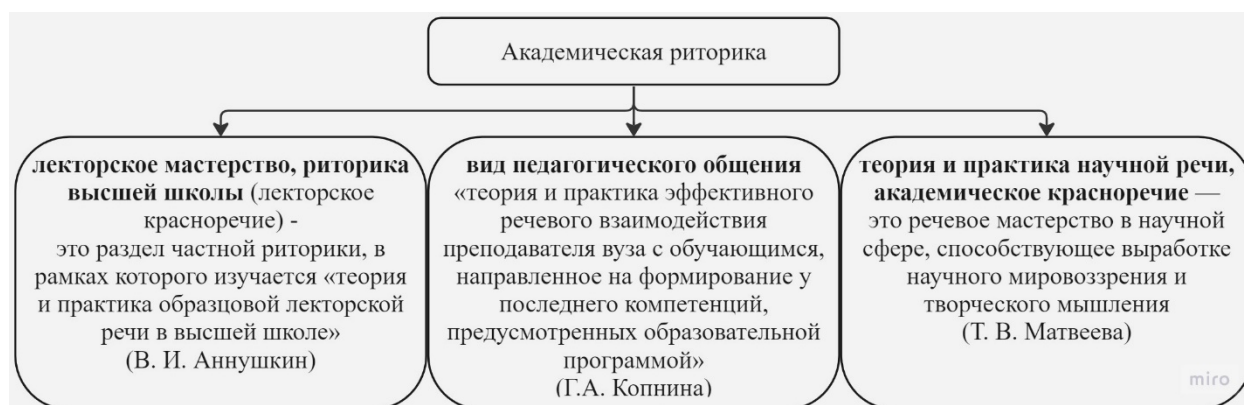 Академическая риторика
лекторское мастерство, риторика
высшей школы (лекторское
красноречие) -
это раздел частной риторики, в
рамках которого изучается «теория
и практика образцовой лекторской
речи в высшей школе»
(В. И. Аннушкин)
вид педагогического общения
«теория и практика эффективного
речевого взаимодействия
преподавателя вуза с обучающимся,
направленное на формирование у
последнего компетенций,
предусмотренных образовательной
программой»
(Г.А. Копнина)
теория и практика научной речи,
академическое красноречие —
это речевое мастерство в научной
сфере, способствующее выработке
научного мировоззрения и
творческого мышления
(Т. В. Матвеева)
miro